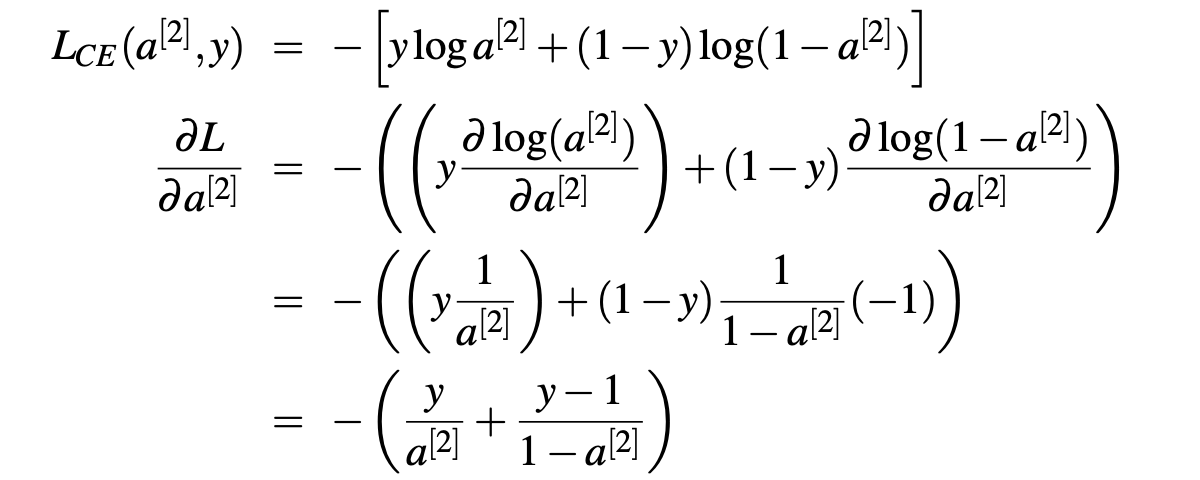 L_{CE}(a^{[2]}, y) = -\left[ y \log a^{[2]} + (1-y) \log(1-a^{[2]}) \right]
\frac{\partial L}{\partial a^{[2]}} = -\left( \left( y \frac{\partial \log(a^{[2]})}{\partial a^{[2]}} \right) + (1-y) \frac{\partial \log(1-a^{[2]})}{\partial a^{[2]}} \right)
= -\left( \left( y \frac{1}{a^{[2]}} \right) + (1-y) \frac{1}{1-a^{[2]}} (-1) \right)
= -\left( \frac{y}{a^{[2]}} + \frac{y-1}{1-a^{[2]}} \right)